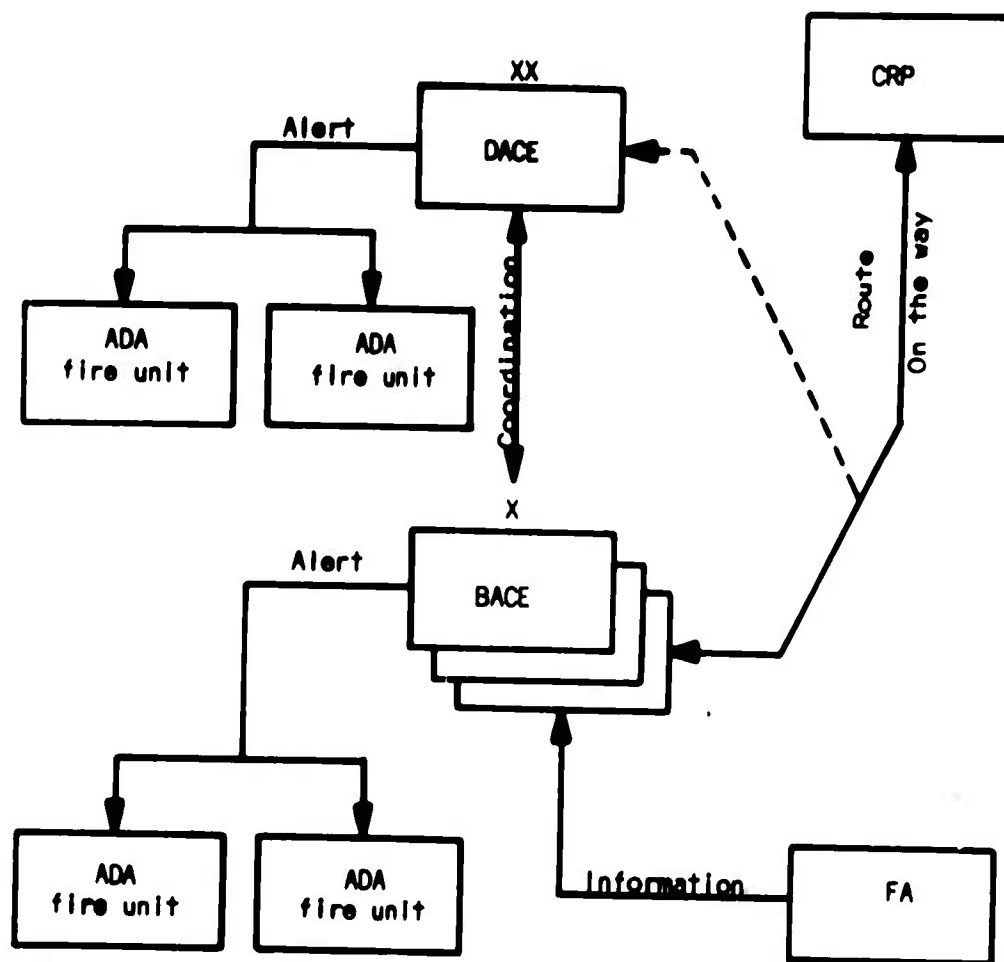 XX
CRP
Alert
DACE
Coordination
Route
On the way
ADA
fire unit
ADA
fire unit
X
Alert
BACE
ADA
fire unit
ADA
fire unit
Information
FA